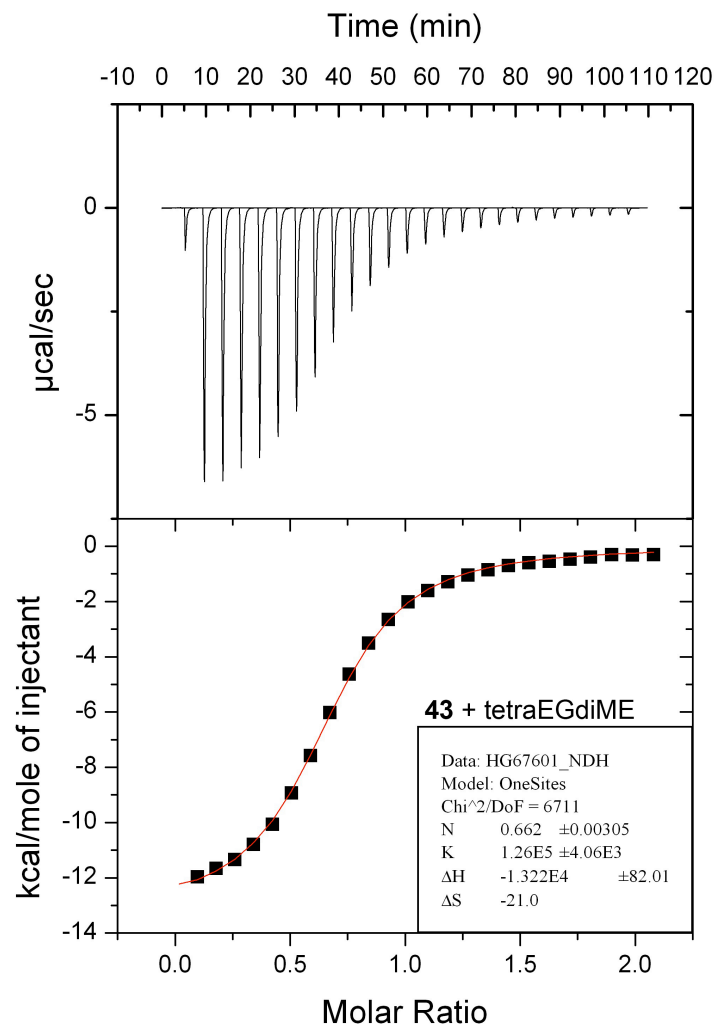 Time (min)
-10 0 10 20 30 40 50 60 70 80 90 100 110 120
0
-5
µcal/sec
0
-2
-4
-6
-8
-10
-12
-14
kcal/mole of injectant
43 + tetraEGdiME
Data: HG67601_NDH
Model: OneSites
Chi^2/DoF = 6711
N 0.662 ±0.00305
K 1.26E5 ±4.06E3
ΔH -1.322E4 ±82.01
ΔS -21.0
0.0 0.5 1.0 1.5 2.0
Molar Ratio